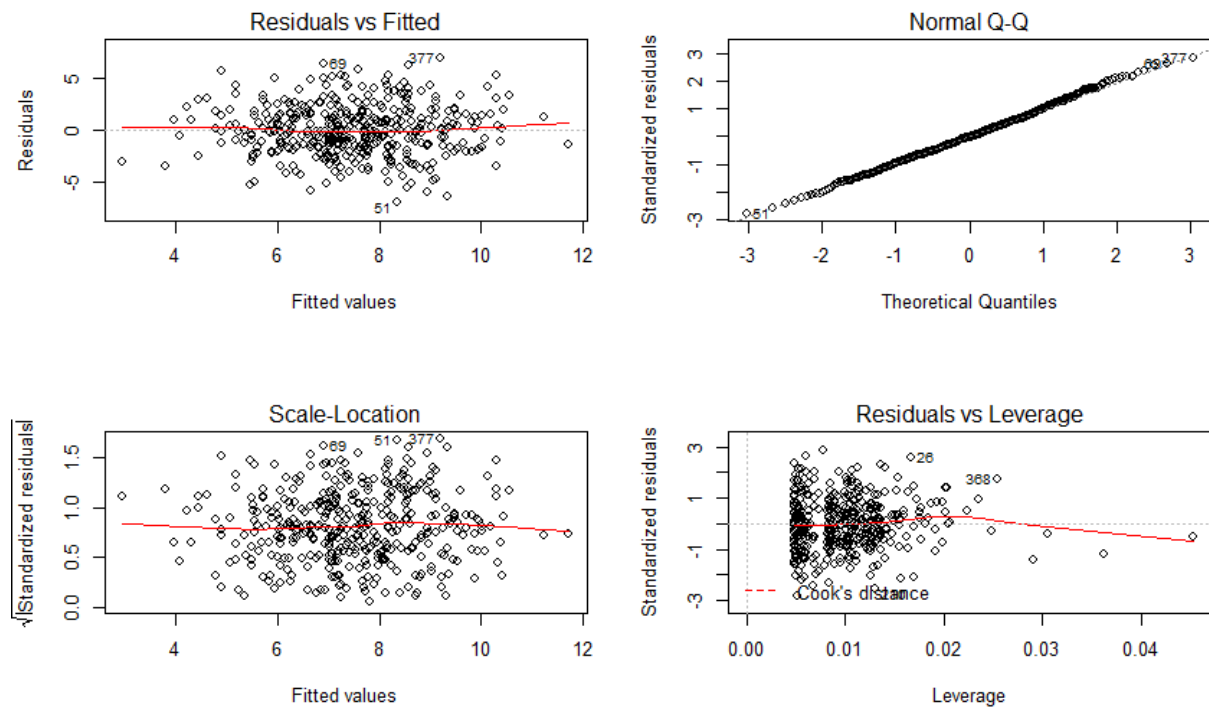 Residuals vs Fitted
Residuals
5
0
-5
69
377
51
4 6 8 10 12
Fitted values
Normal Q-Q
Standardized residuals
3
2
1
-1
-3
377
51
-3 -2 -1 0 1 2 3
Theoretical Quantiles
Scale-Location
√|Standardized residuals|
1.5
1.0
0.5
0.0
69
51
377
4 6 8 10 12
Fitted values
Residuals vs Leverage
Standardized residuals
3
1
-1
-3
26
368
Cook's distance
0.00 0.01 0.02 0.03 0.04
Leverage